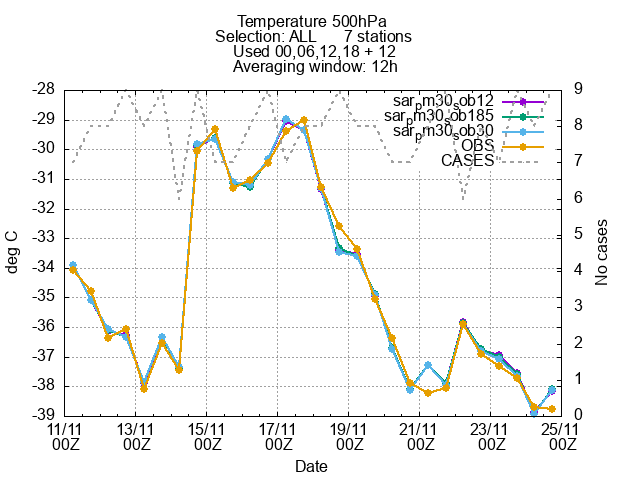 Temperature 500hPa
Selection: ALL 7 stations
Used 00,06,12,18 + 12
Averaging window: 12h
sarpm30sob12
sarpm30sob185
sarpm30sob30
OBS
CASES
-28
-29
-30
-31
-32
-33
-34
-35
-36
-37
-38
-39
deg C
9
8
7
6
5
4
3
2
1
0
No cases
11/11 13/11 15/11 17/11 19/11 21/11 23/11 25/11
00Z 00Z 00Z 00Z 00Z 00Z 00Z 00Z
Date